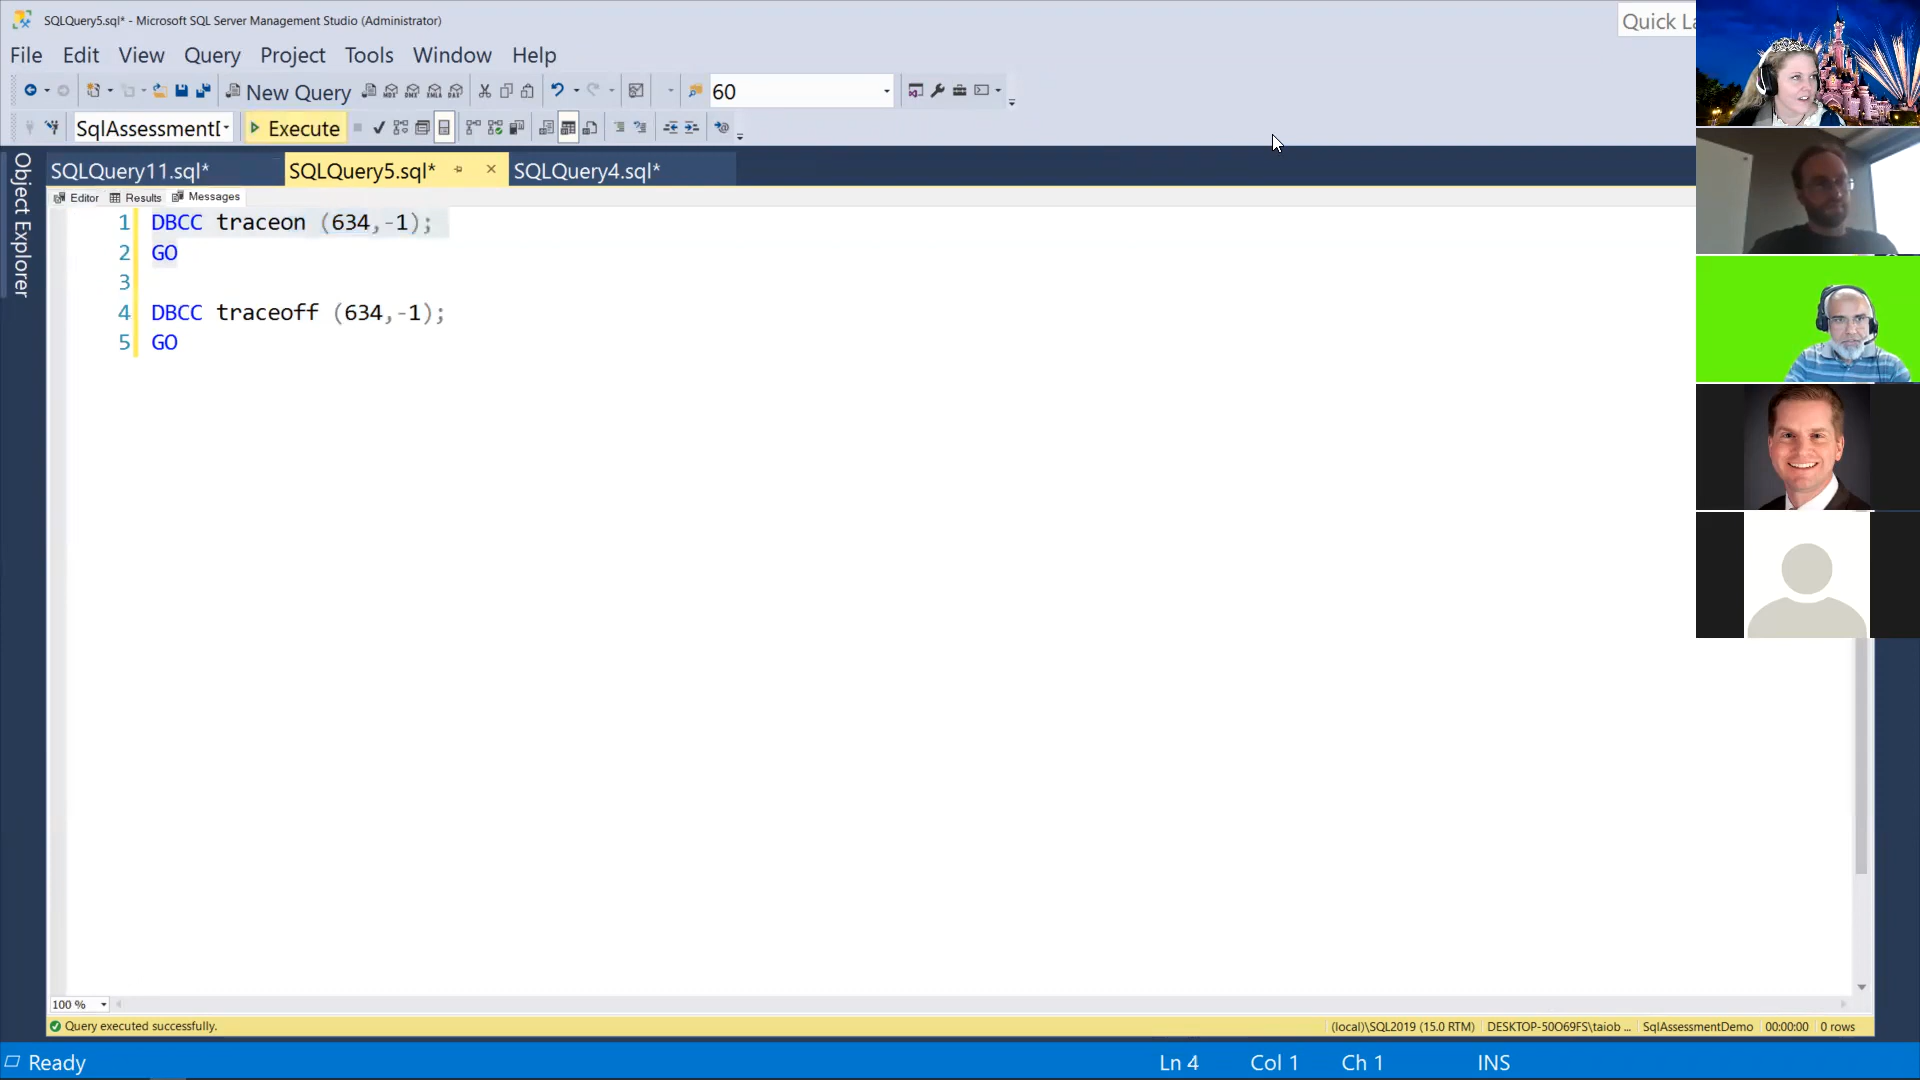 SQLQuery5.sql* - Microsoft SQL Server Management Studio (Administrator)
Quick La
File Edit View Query Project Tools Window Help
New Query
60
SqlAssessmentD
Execute
SQLQuery11.sql*
SQLQuery5.sql*
SQLQuery4.sql*
Object Explorer
Editor Results Messages
1 DBCC traceon (634,-1);
2 GO
3
4 DBCC traceoff (634,-1);
5 GO
100 %
Query executed successfully.
(local)\SQL2019 (15.0 RTM) DESKTOP-50O69FS\taiob ... SqlAssessmentDemo 00:00:00 0 rows
Ready Ln 4 Col 1 Ch 1 INS